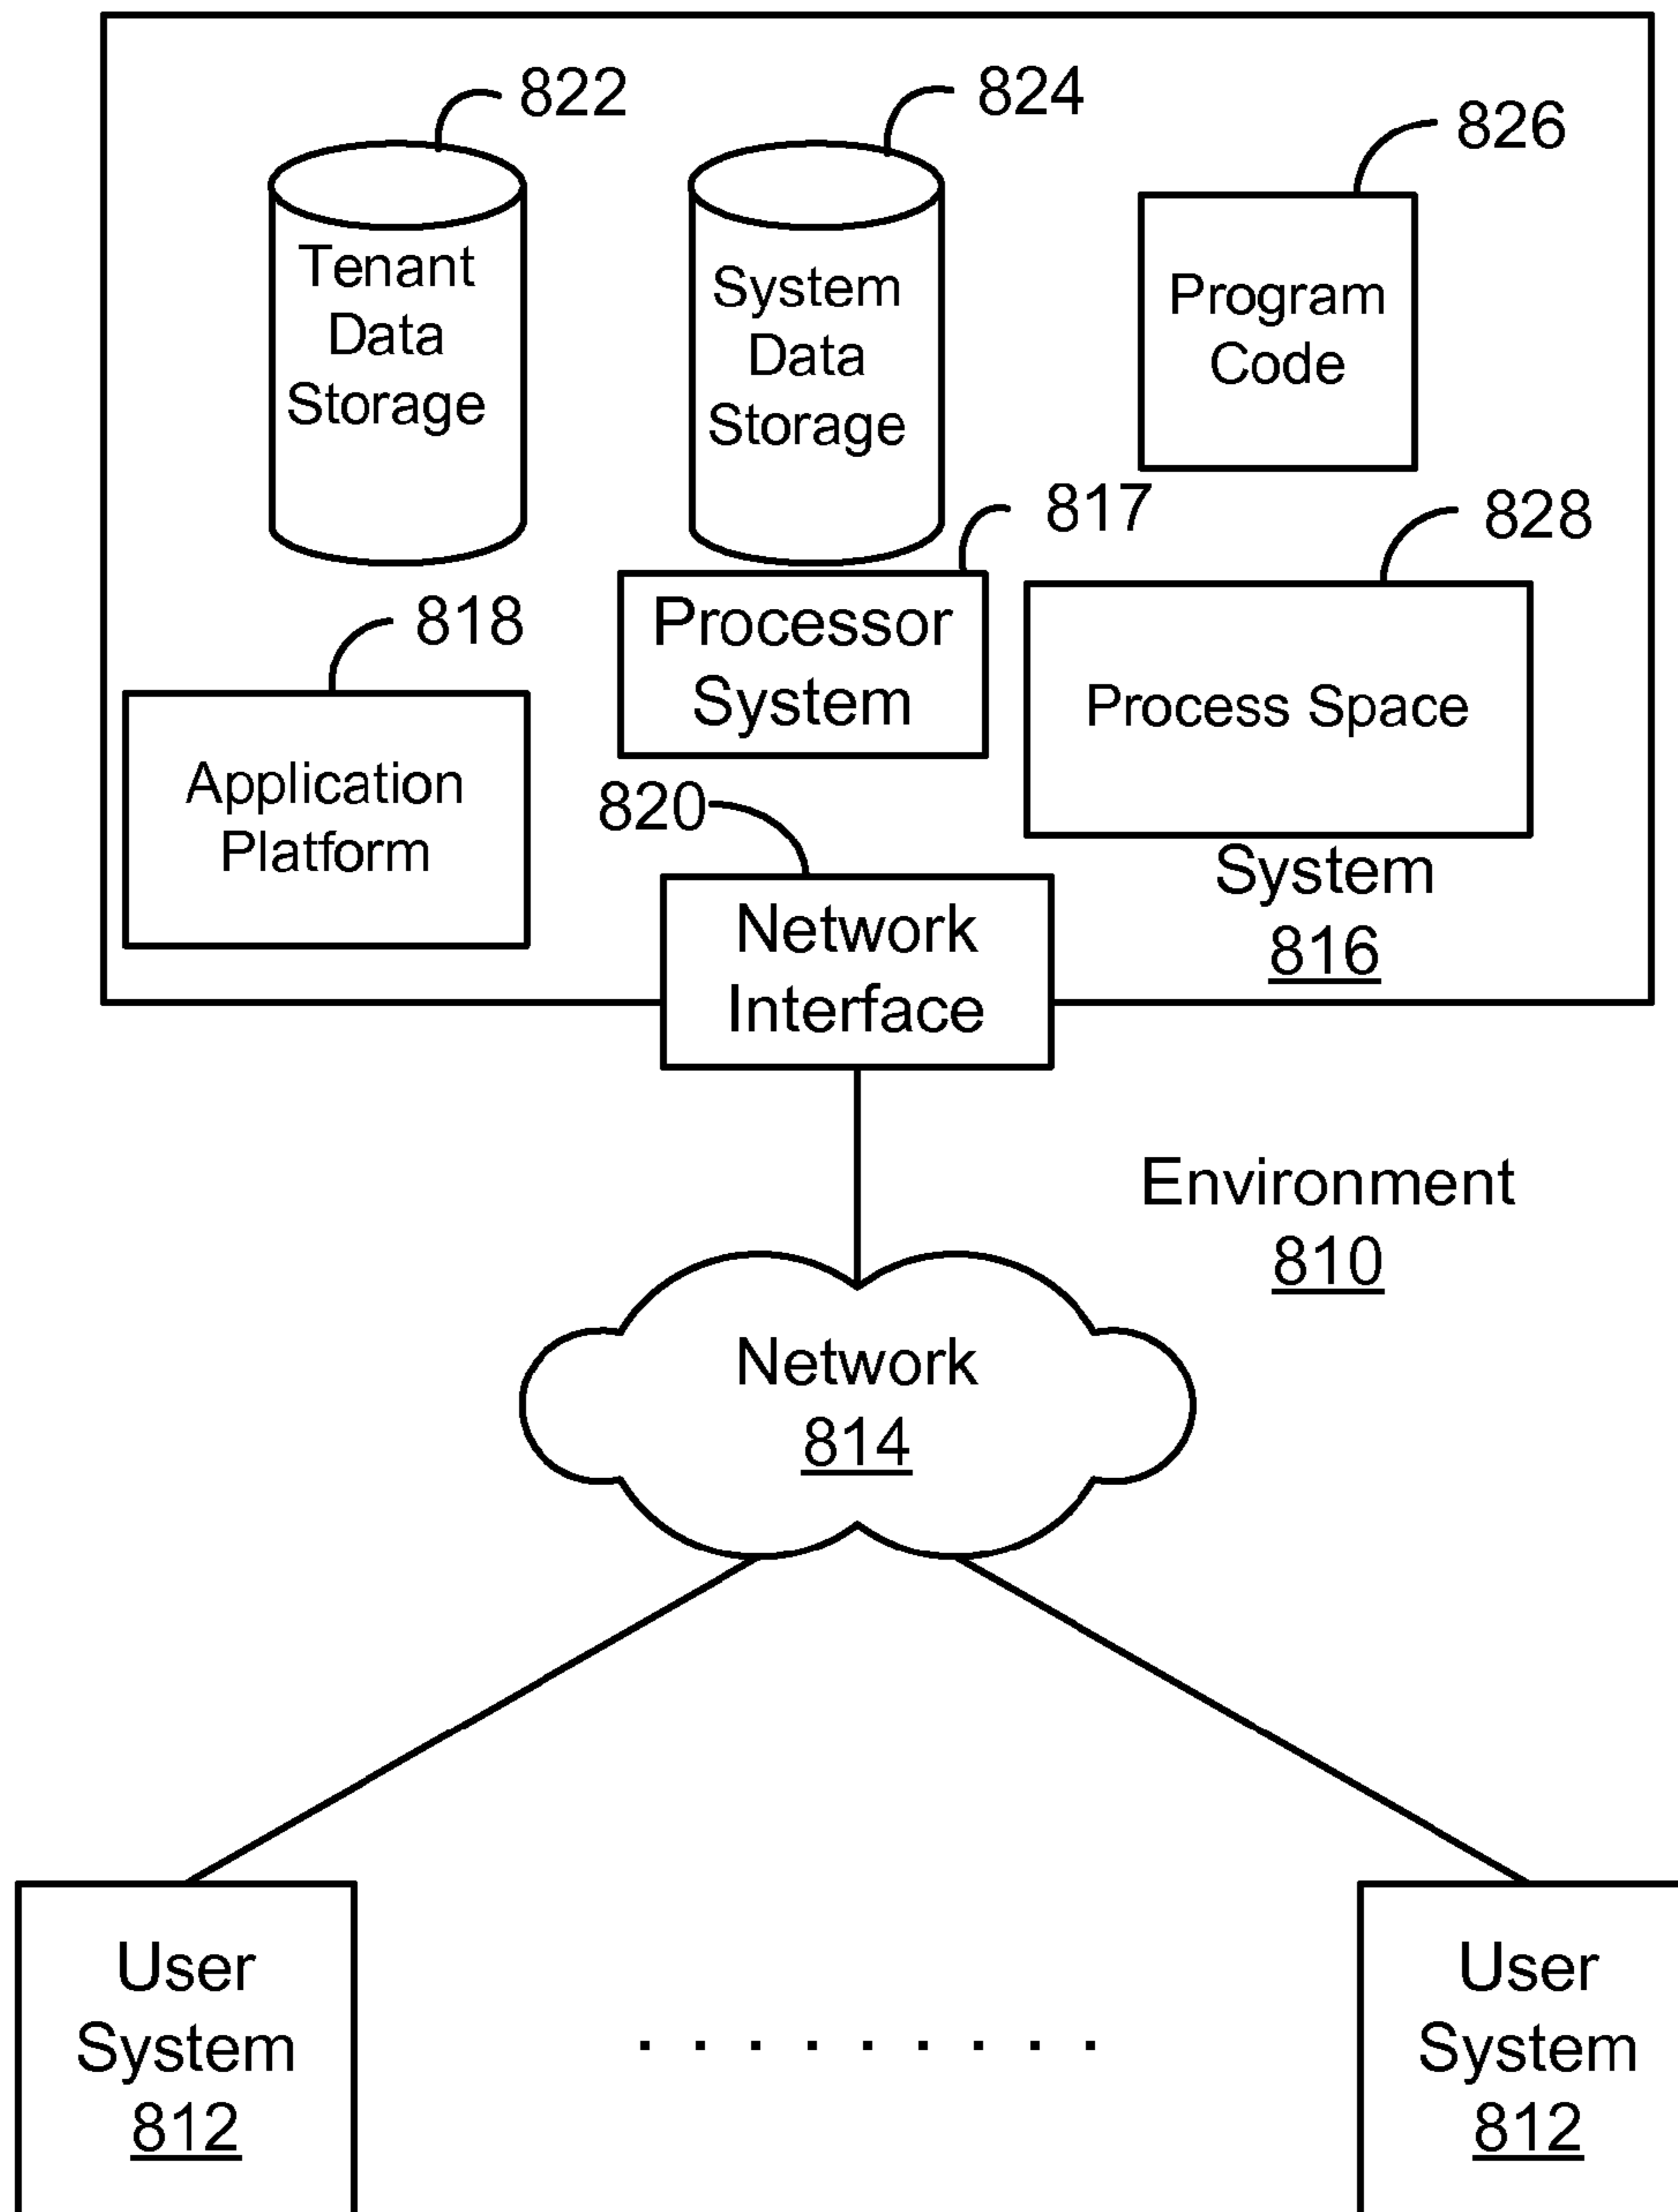 822
824
826
Tenant
Data
Storage
System
Data
Storage
Program
Code
817
828
818
Processor
System
Process Space
Application
Platform
820
System
816
Network
Interface
Environment
810
Network
814
User
System
812
. . . . . . . . .
User
System
812